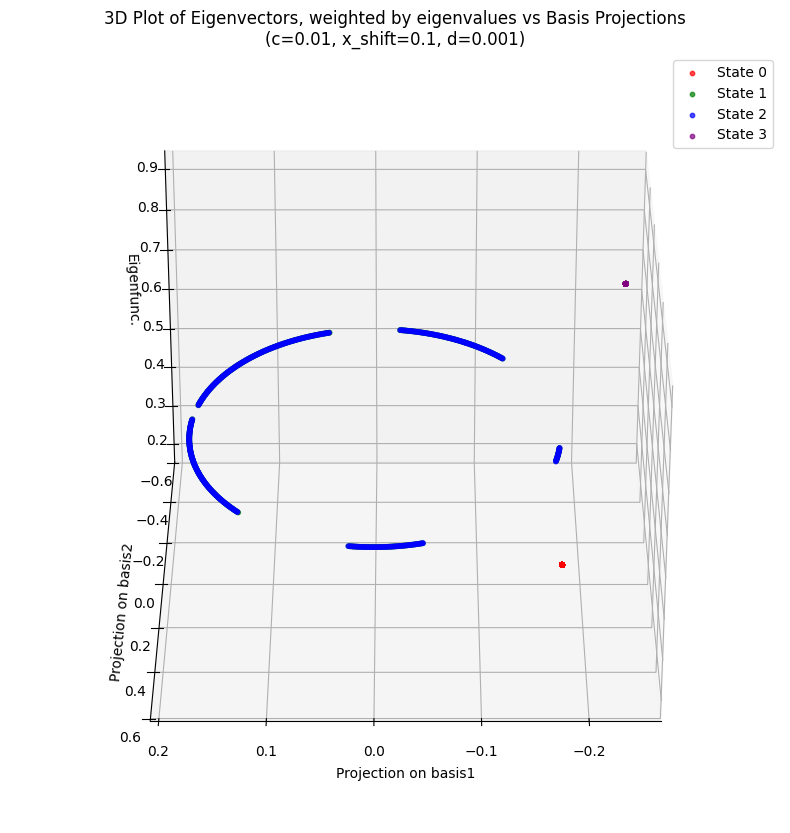 3D Plot of Eigenvectors, weighted by eigenvalues vs Basis Projections
(c=0.01, x_shift=0.1, d=0.001)
State 0
State 1
State 2
State 3
0.9
0.8
0.7
0.6
0.5
0.4
0.3
0.2
Eigenfunc.
−0.6
−0.4
−0.2
0.0
0.2
0.4
0.6
Projection on basis2
0.2
0.1
0.0
−0.1
−0.2
Projection on basis1